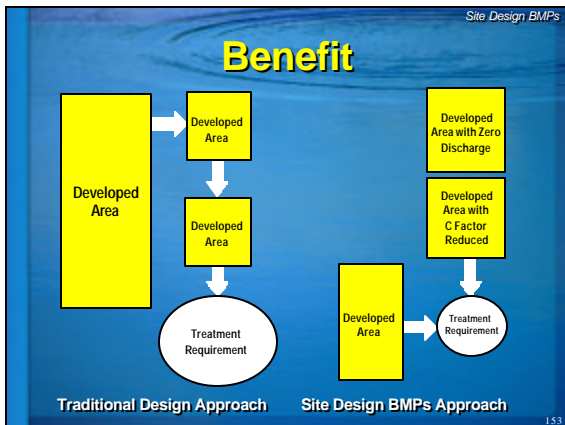 Site Design BMPs
Benefit
Developed
Area
Developed
Area
Developed
Area
Treatment
Requirement
Traditional Design Approach
Developed
Area with Zero
Discharge
Developed
Area with
C Factor
Reduced
Developed
Area
Treatment
Requirement
Site Design BMPs Approach
153